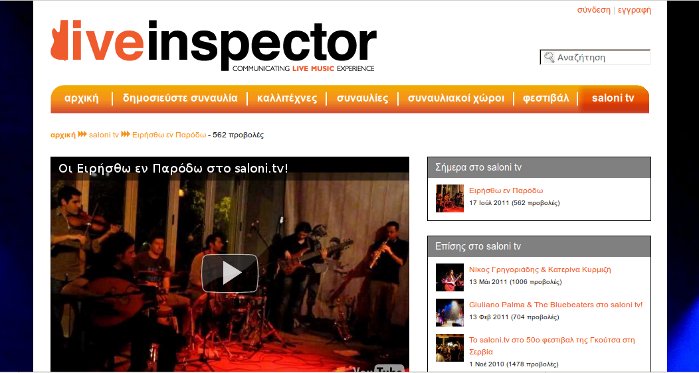 σύνδεση | εγγραφή
liveinspector
COMMUNICATING LIVE MUSIC EXPERIENCE
Αναζήτηση
αρχική | δημοσιεύστε συναυλία | καλλιτέχνες | συναυλίες | συναυλιακοί χώροι | φεστιβάλ | saloni tv
αρχική saloni tv Ειρήσθω εν Παρόδω - 562 προβολές
Οι Ειρήσθω εν Παρόδω στο saloni.tv!
YouTube
Σήμερα στο saloni tv
Ειρήσθω εν Παρόδω
17 Ιούλ 2011 (562 προβολές)
Επίσης στο saloni tv
Νίκος Γρηγοριάδης & Κατερίνα Κυρμιζή
13 Μάι 2011 (1006 προβολές)
Giuliano Palma & The Bluebeaters στο saloni tv!
13 Φεβ 2011 (704 προβολές)
Το saloni.tv στο 50ο φεστιβαλ της Γκούτσα στη
Σερβία
1 Νοέ 2010 (1478 προβολές)